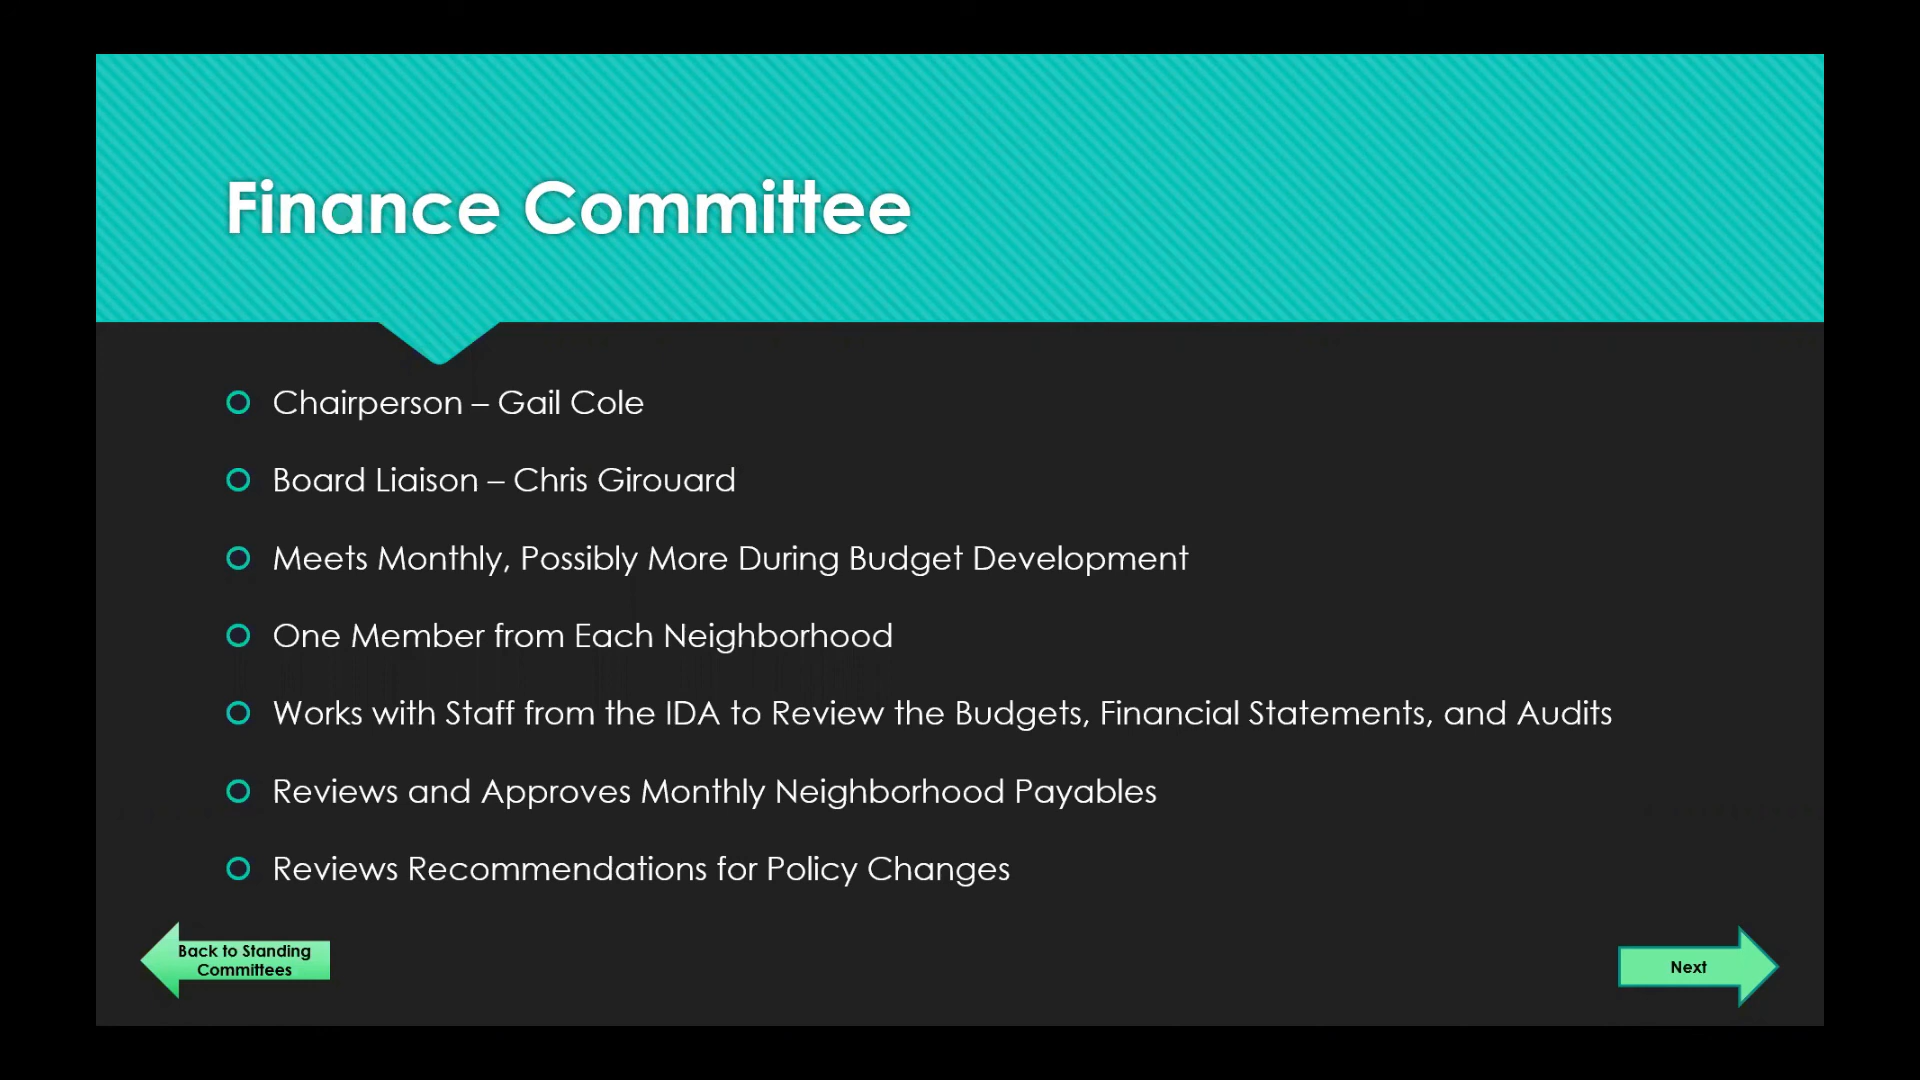 Finance Committee
Chairperson – Gail Cole
Board Liaison – Chris Girouard
Meets Monthly, Possibly More During Budget Development
One Member from Each Neighborhood
Works with Staff from the IDA to Review the Budgets, Financial Statements, and Audits
Reviews and Approves Monthly Neighborhood Payables
Reviews Recommendations for Policy Changes
Back to Standing
Committees
Next